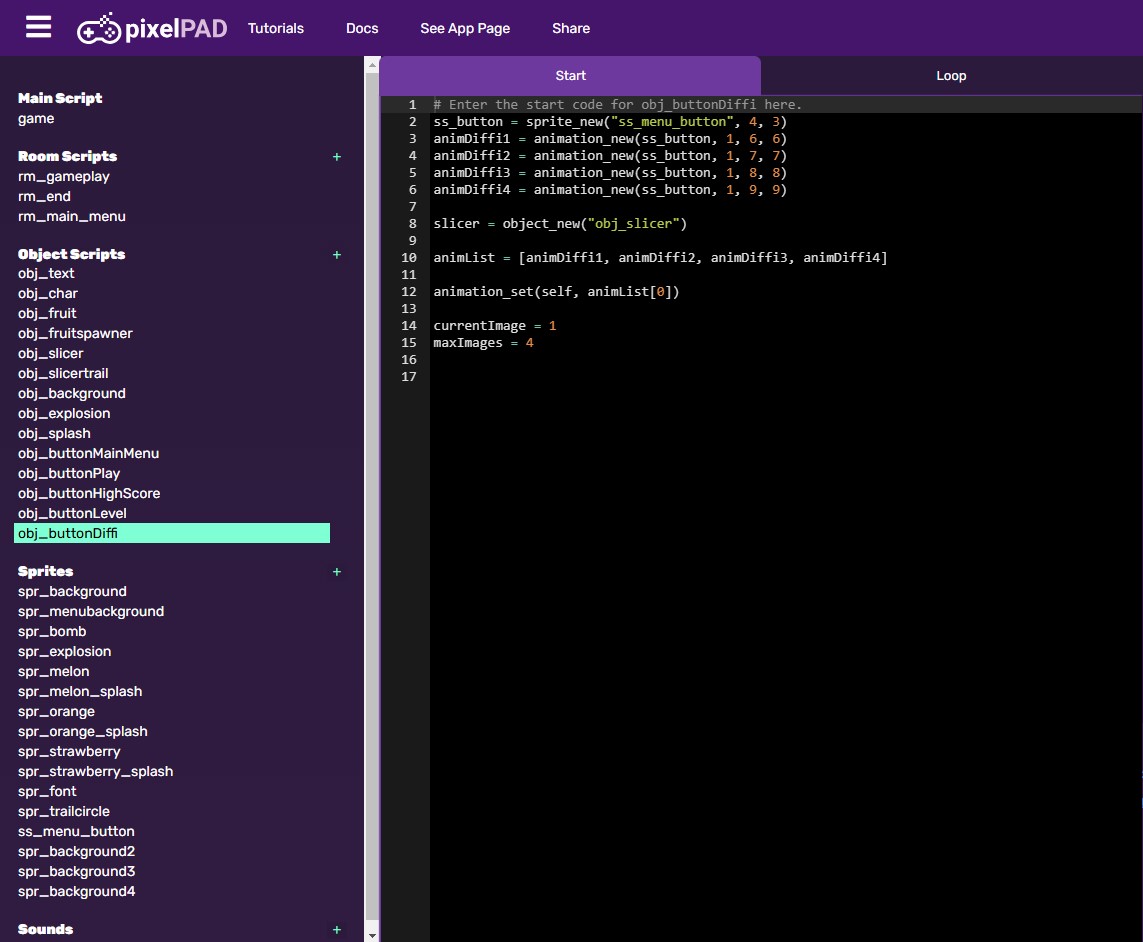 pixelPAD Tutorials Docs See App Page Share
Main Script
game
Room Scripts +
rm_gameplay
rm_end
rm_main_menu
Object Scripts +
obj_text
obj_char
obj_fruit
obj_fruitspawner
obj_slicer
obj_slicertrail
obj_background
obj_explosion
obj_splash
obj_buttonMainMenu
obj_buttonPlay
obj_buttonHighScore
obj_buttonLevel
obj_buttonDiffi
Sprites +
spr_background
spr_menubackground
spr_bomb
spr_explosion
spr_melon
spr_melon_splash
spr_orange
spr_orange_splash
spr_strawberry
spr_strawberry_splash
spr_font
spr_trailcircle
ss_menu_button
spr_background2
spr_background3
spr_background4
Sounds +
Start Loop
1 # Enter the start code for obj_buttonDiffi here.
2 ss_button = sprite_new("ss_menu_button", 4, 3)
3 animDiffi1 = animation_new(ss_button, 1, 6, 6)
4 animDiffi2 = animation_new(ss_button, 1, 7, 7)
5 animDiffi3 = animation_new(ss_button, 1, 8, 8)
6 animDiffi4 = animation_new(ss_button, 1, 9, 9)
7
8 slicer = object_new("obj_slicer")
9
10 animList = [animDiffi1, animDiffi2, animDiffi3, animDiffi4]
11
12 animation_set(self, animList[0])
13
14 currentImage = 1
15 maxImages = 4
16
17